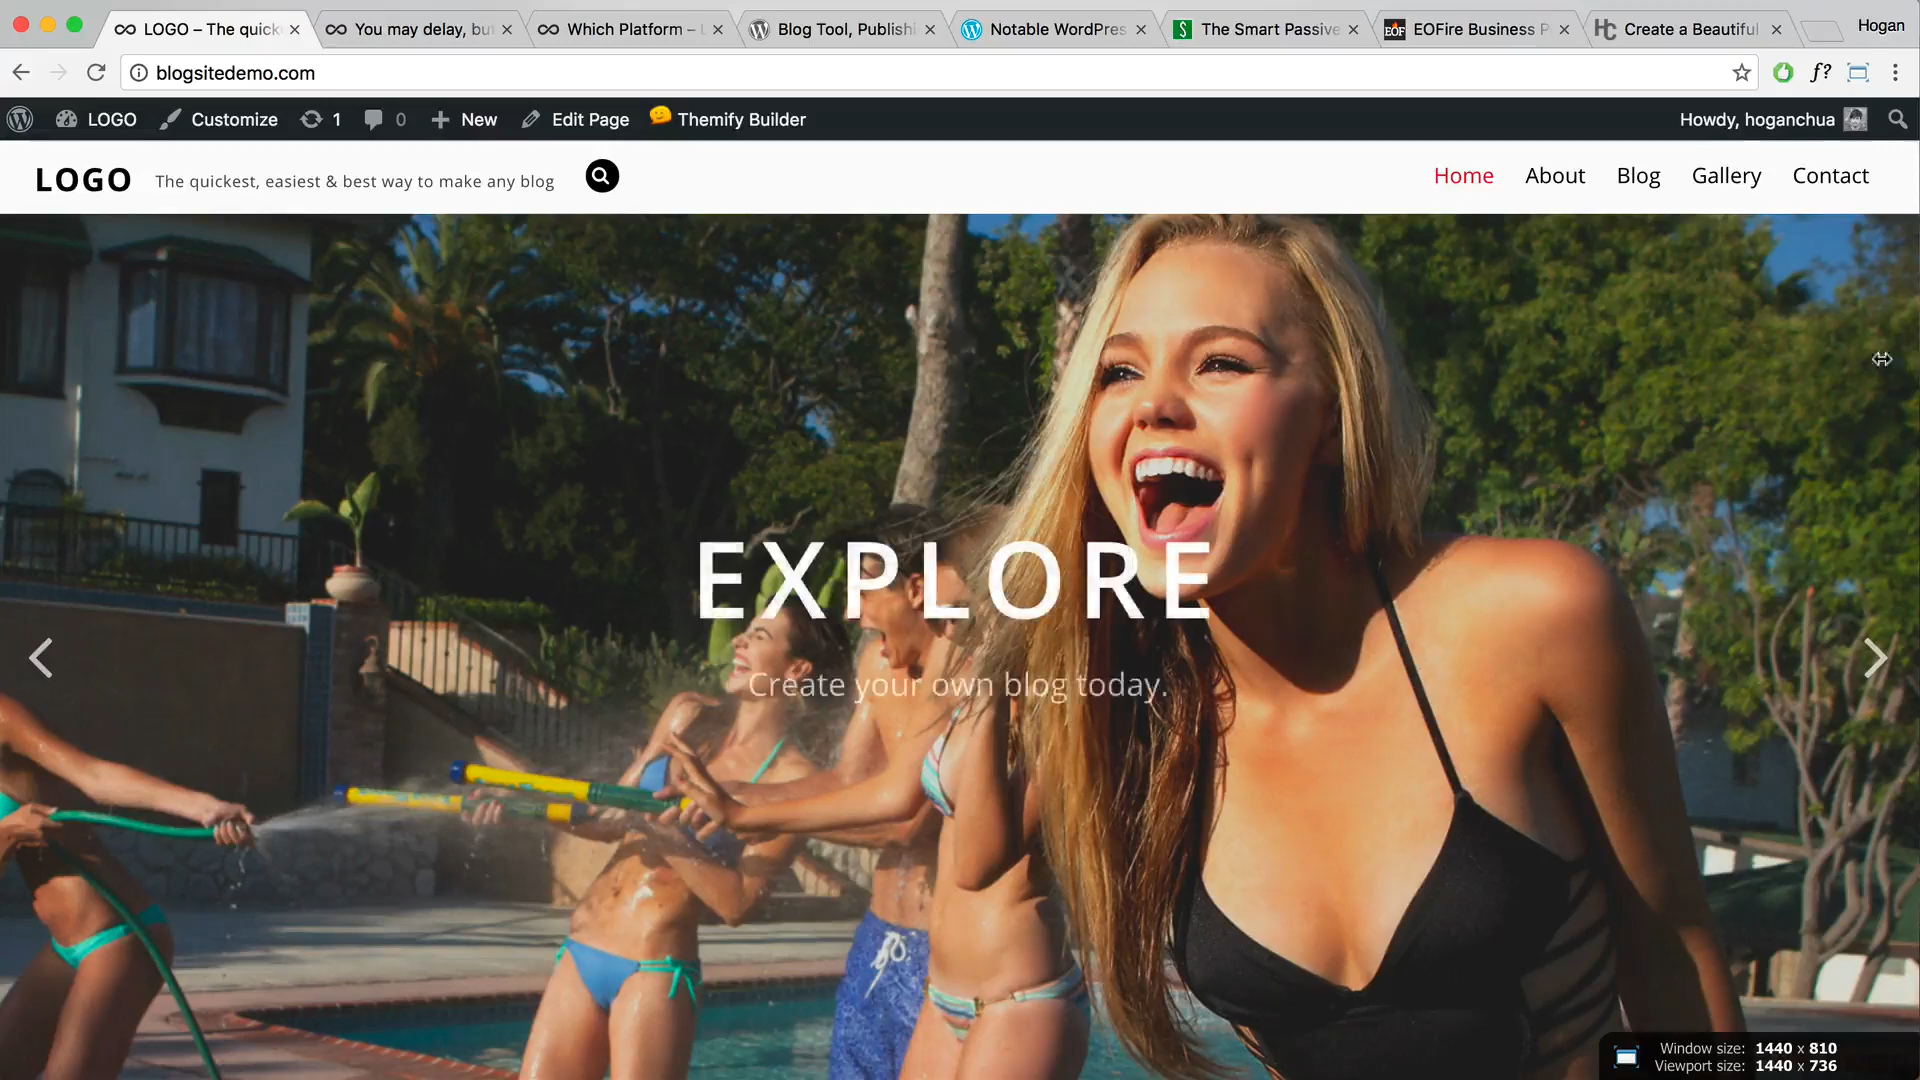 LOGO – The quick
You may delay, bu
Which Platform – L
Blog Tool, Publishi
Notable WordPres
The Smart Passive
EOF
EOFire Business P
HC
Create a Beautiful
Hogan
blogsitedemo.com
f?
LOGO
Customize
1
0
New
Edit Page
Themify Builder
Howdy, hoganchua
LOGO
The quickest, easiest & best way to make any blog
Home
About
Blog
Gallery
Contact
EXPLORE
Create your own blog today.
Window size: 1440 x 810
Viewport size: 1440 x 736